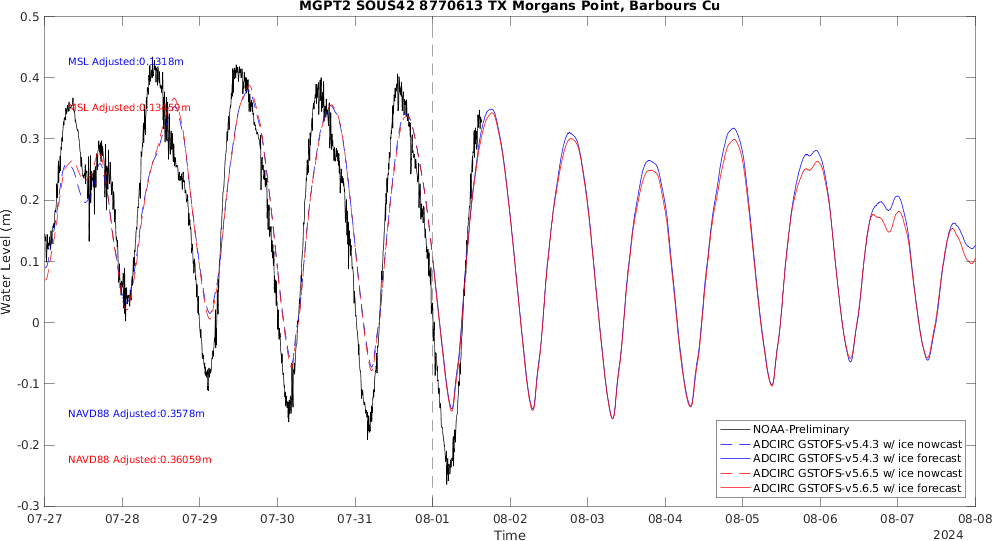 MGPT2 SOUS42 8770613 TX Morgans Point, Barbours Cu
0.5
0.4
0.3
0.2
0.1
0
-0.1
-0.2
-0.3
Water Level (m)
MSL Adjusted:0.1318m
MSL Adjusted:0.13459m
NAVD88 Adjusted:0.3578m
NAVD88 Adjusted:0.36059m
NOAA-Preliminary
ADCIRC GSTOFS-v5.4.3 w/ ice nowcast
ADCIRC GSTOFS-v5.4.3 w/ ice forecast
ADCIRC GSTOFS-v5.6.5 w/ ice nowcast
ADCIRC GSTOFS-v5.6.5 w/ ice forecast
07-27 07-28 07-29 07-30 07-31 08-01 08-02 08-03 08-04 08-05 08-06 08-07 08-08
Time
2024